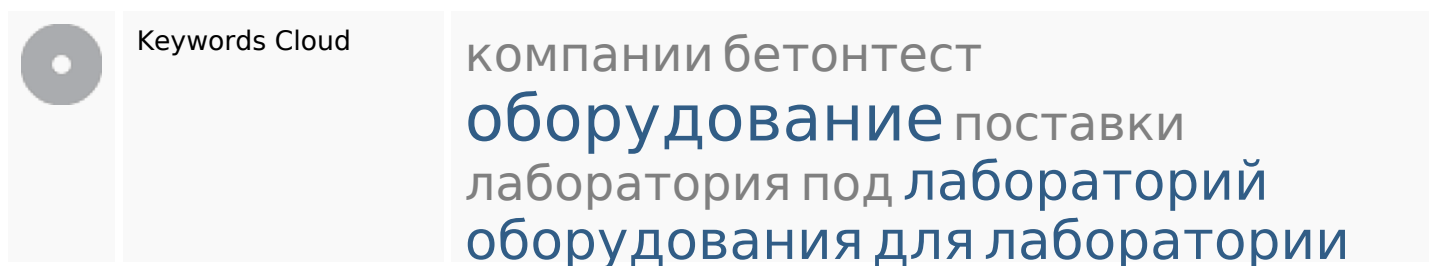 Keywords Cloud
компании бетонтест
оборудование поставки
лаборатория под лабораторий
оборудования для лаборатории